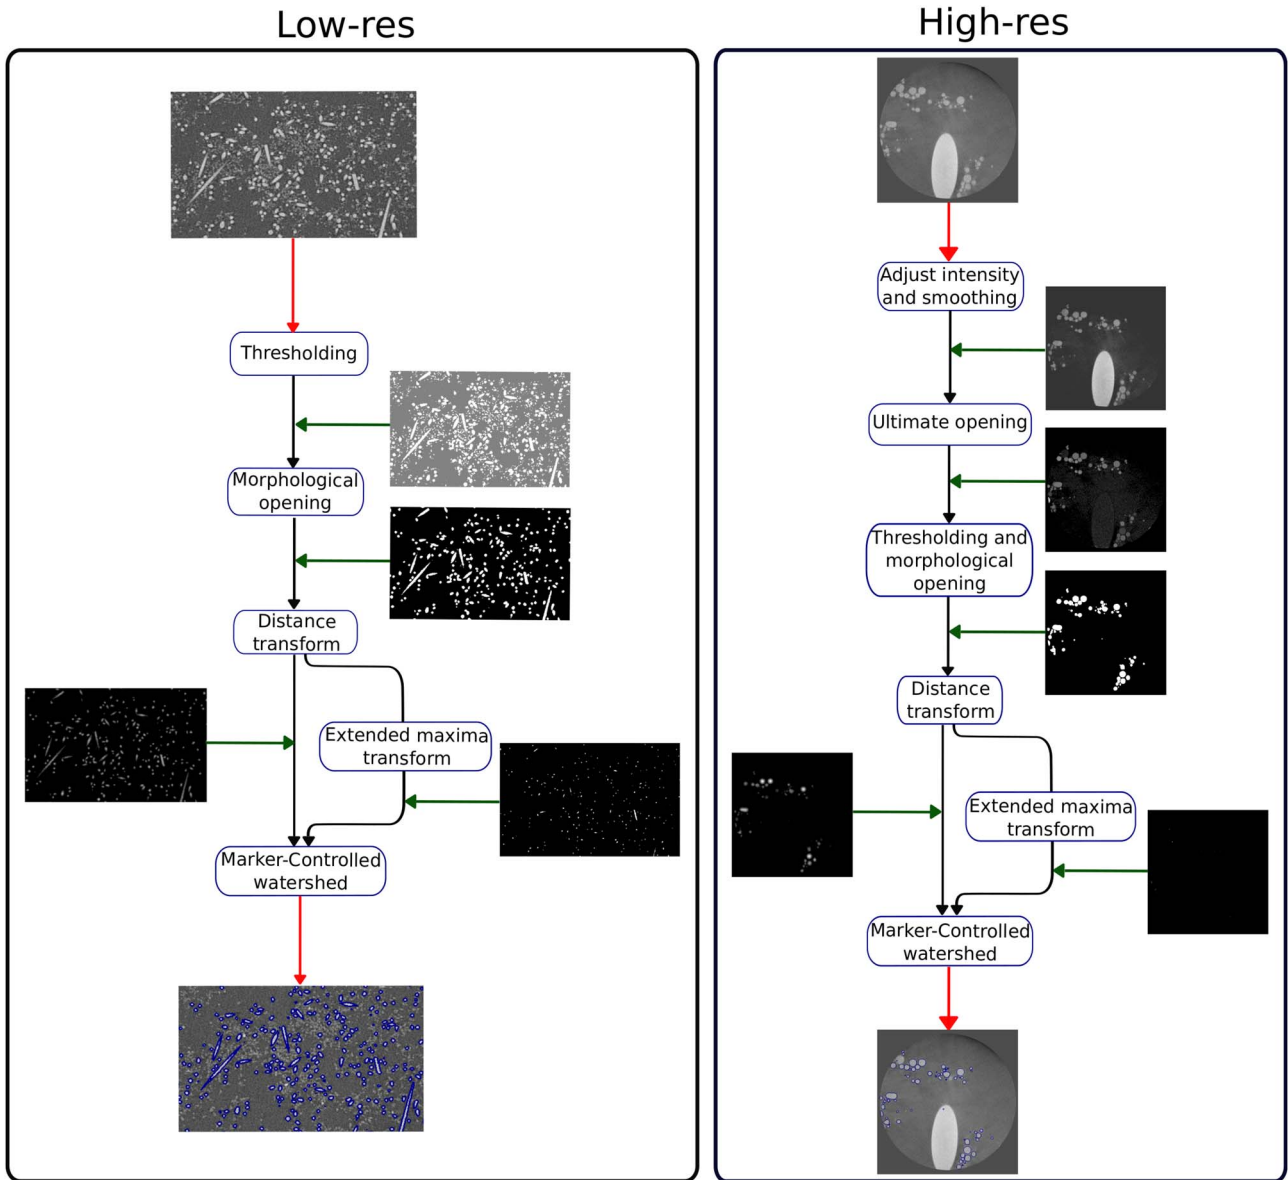 Low-res
Thresholding
Morphological
opening
Distance
transform
Extended maxima
transform
Marker-Controlled
watershed
High-res
Adjust intensity
and smoothing
Ultimate opening
Thresholding and
morphological
opening
Distance
transform
Extended maxima
transform
Marker-Controlled
watershed